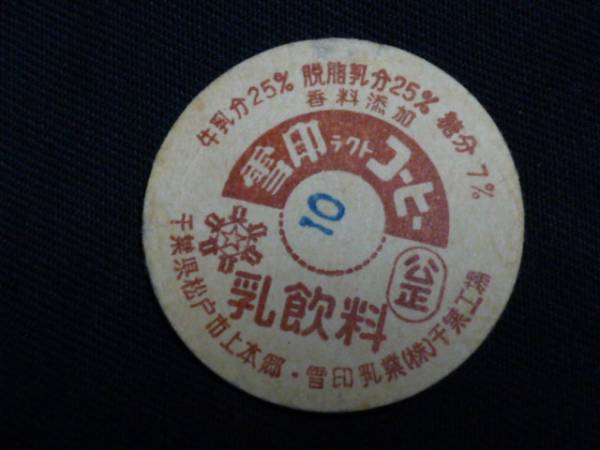 牛乳分25% 脱脂乳分25% 糖分7%
香料添加
雪印ラクトコーヒー
10
公正
乳飲料
千葉県松戸市上本郷・雪印乳業(株)千葉工場